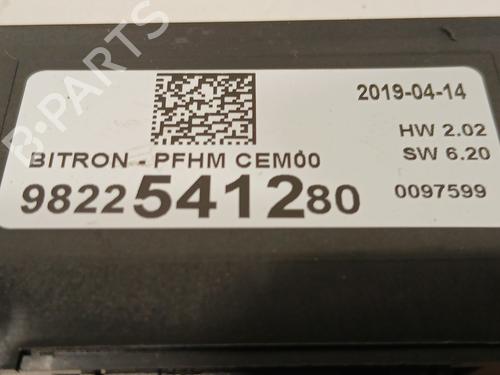 B-PARTS
2019-04-14
HW 2.02
BITRON - PFHM CEM00 SW 6.20
9822541280 0097599